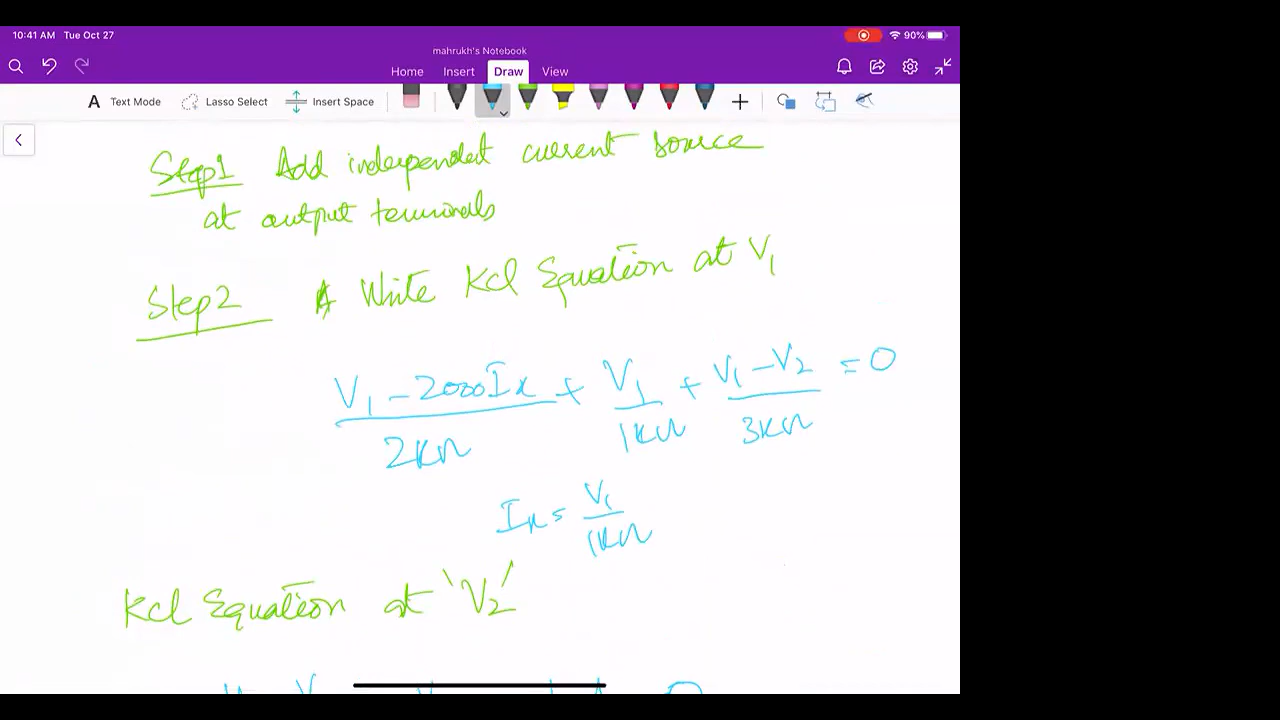 10:41 AM Tue Oct 27
90%
mahrukh's Notebook
Home Insert Draw View
Text Mode Lasso Select Insert Space
Step1 Add independent current source
at output terminals
Step2 Write KCl Equation at V1
V1 - 2000Ix / 2KΩ + V1 / 1KΩ + V1 - V2 / 3KΩ = 0
Ix = V1 / 1KΩ
KCl Equation at 'V2'